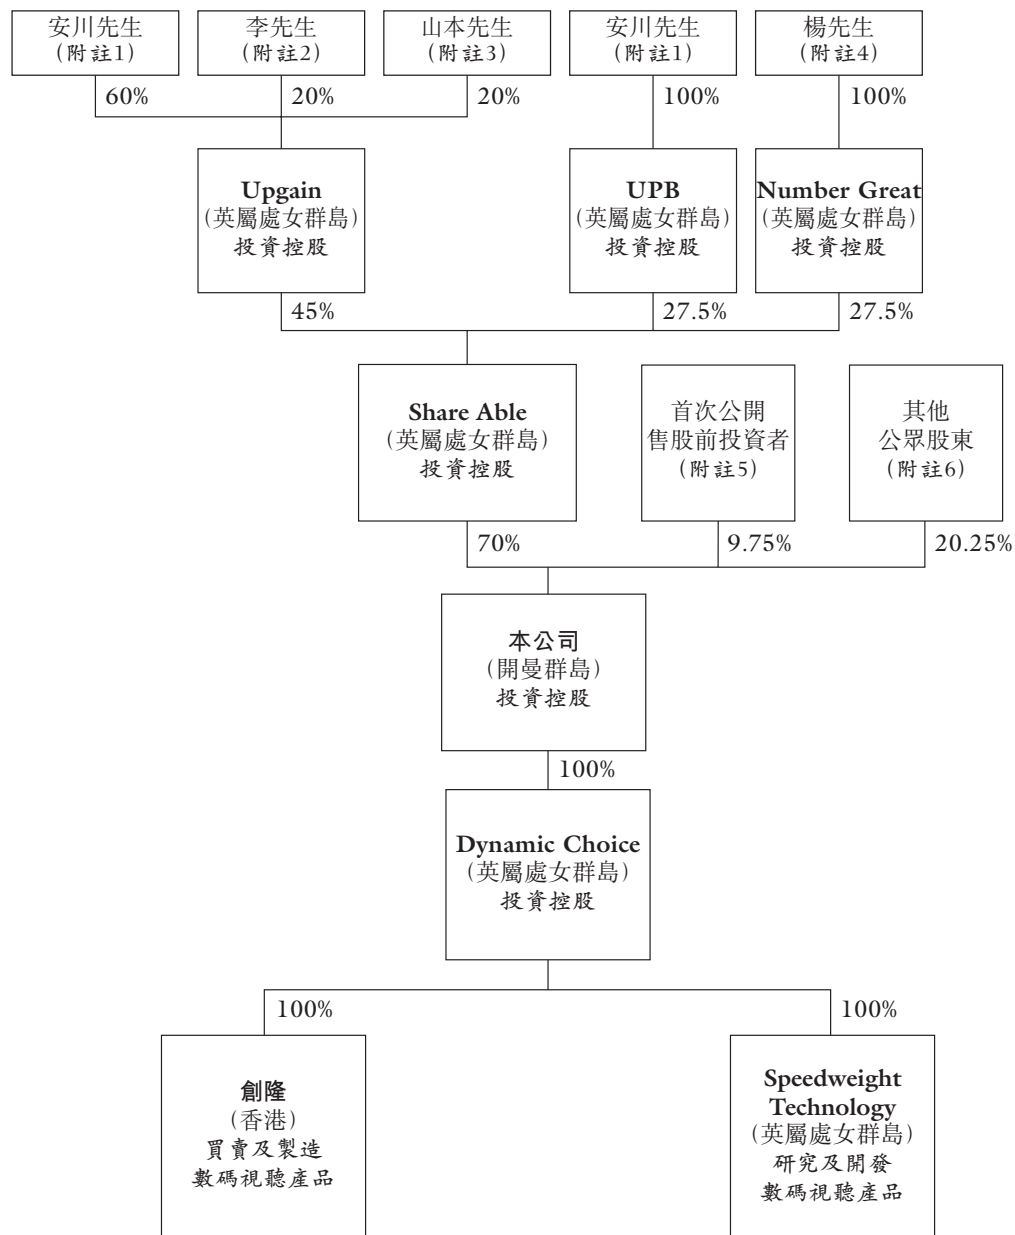 安川先生
(附註1)
李先生
(附註2)
山本先生
(附註3)
安川先生
(附註1)
楊先生
(附註4)
60%
20%
20%
100%
100%
Upgain
(英屬處女群島)
投資控股
UPB
(英屬處女群島)
投資控股
Number Great
(英屬處女群島)
投資控股
45%
27.5%
27.5%
Share Able
(英屬處女群島)
投資控股
首次公開
售股前投資者
(附註5)
其他
公眾股東
(附註6)
70%
9.75%
20.25%
本公司
(開曼群島)
投資控股
100%
Dynamic Choice
(英屬處女群島)
投資控股
100%
100%
創隆
(香港)
買賣及製造
數碼視聽產品
Speedweight
Technology
(英屬處女群島)
研究及開發
數碼視聽產品